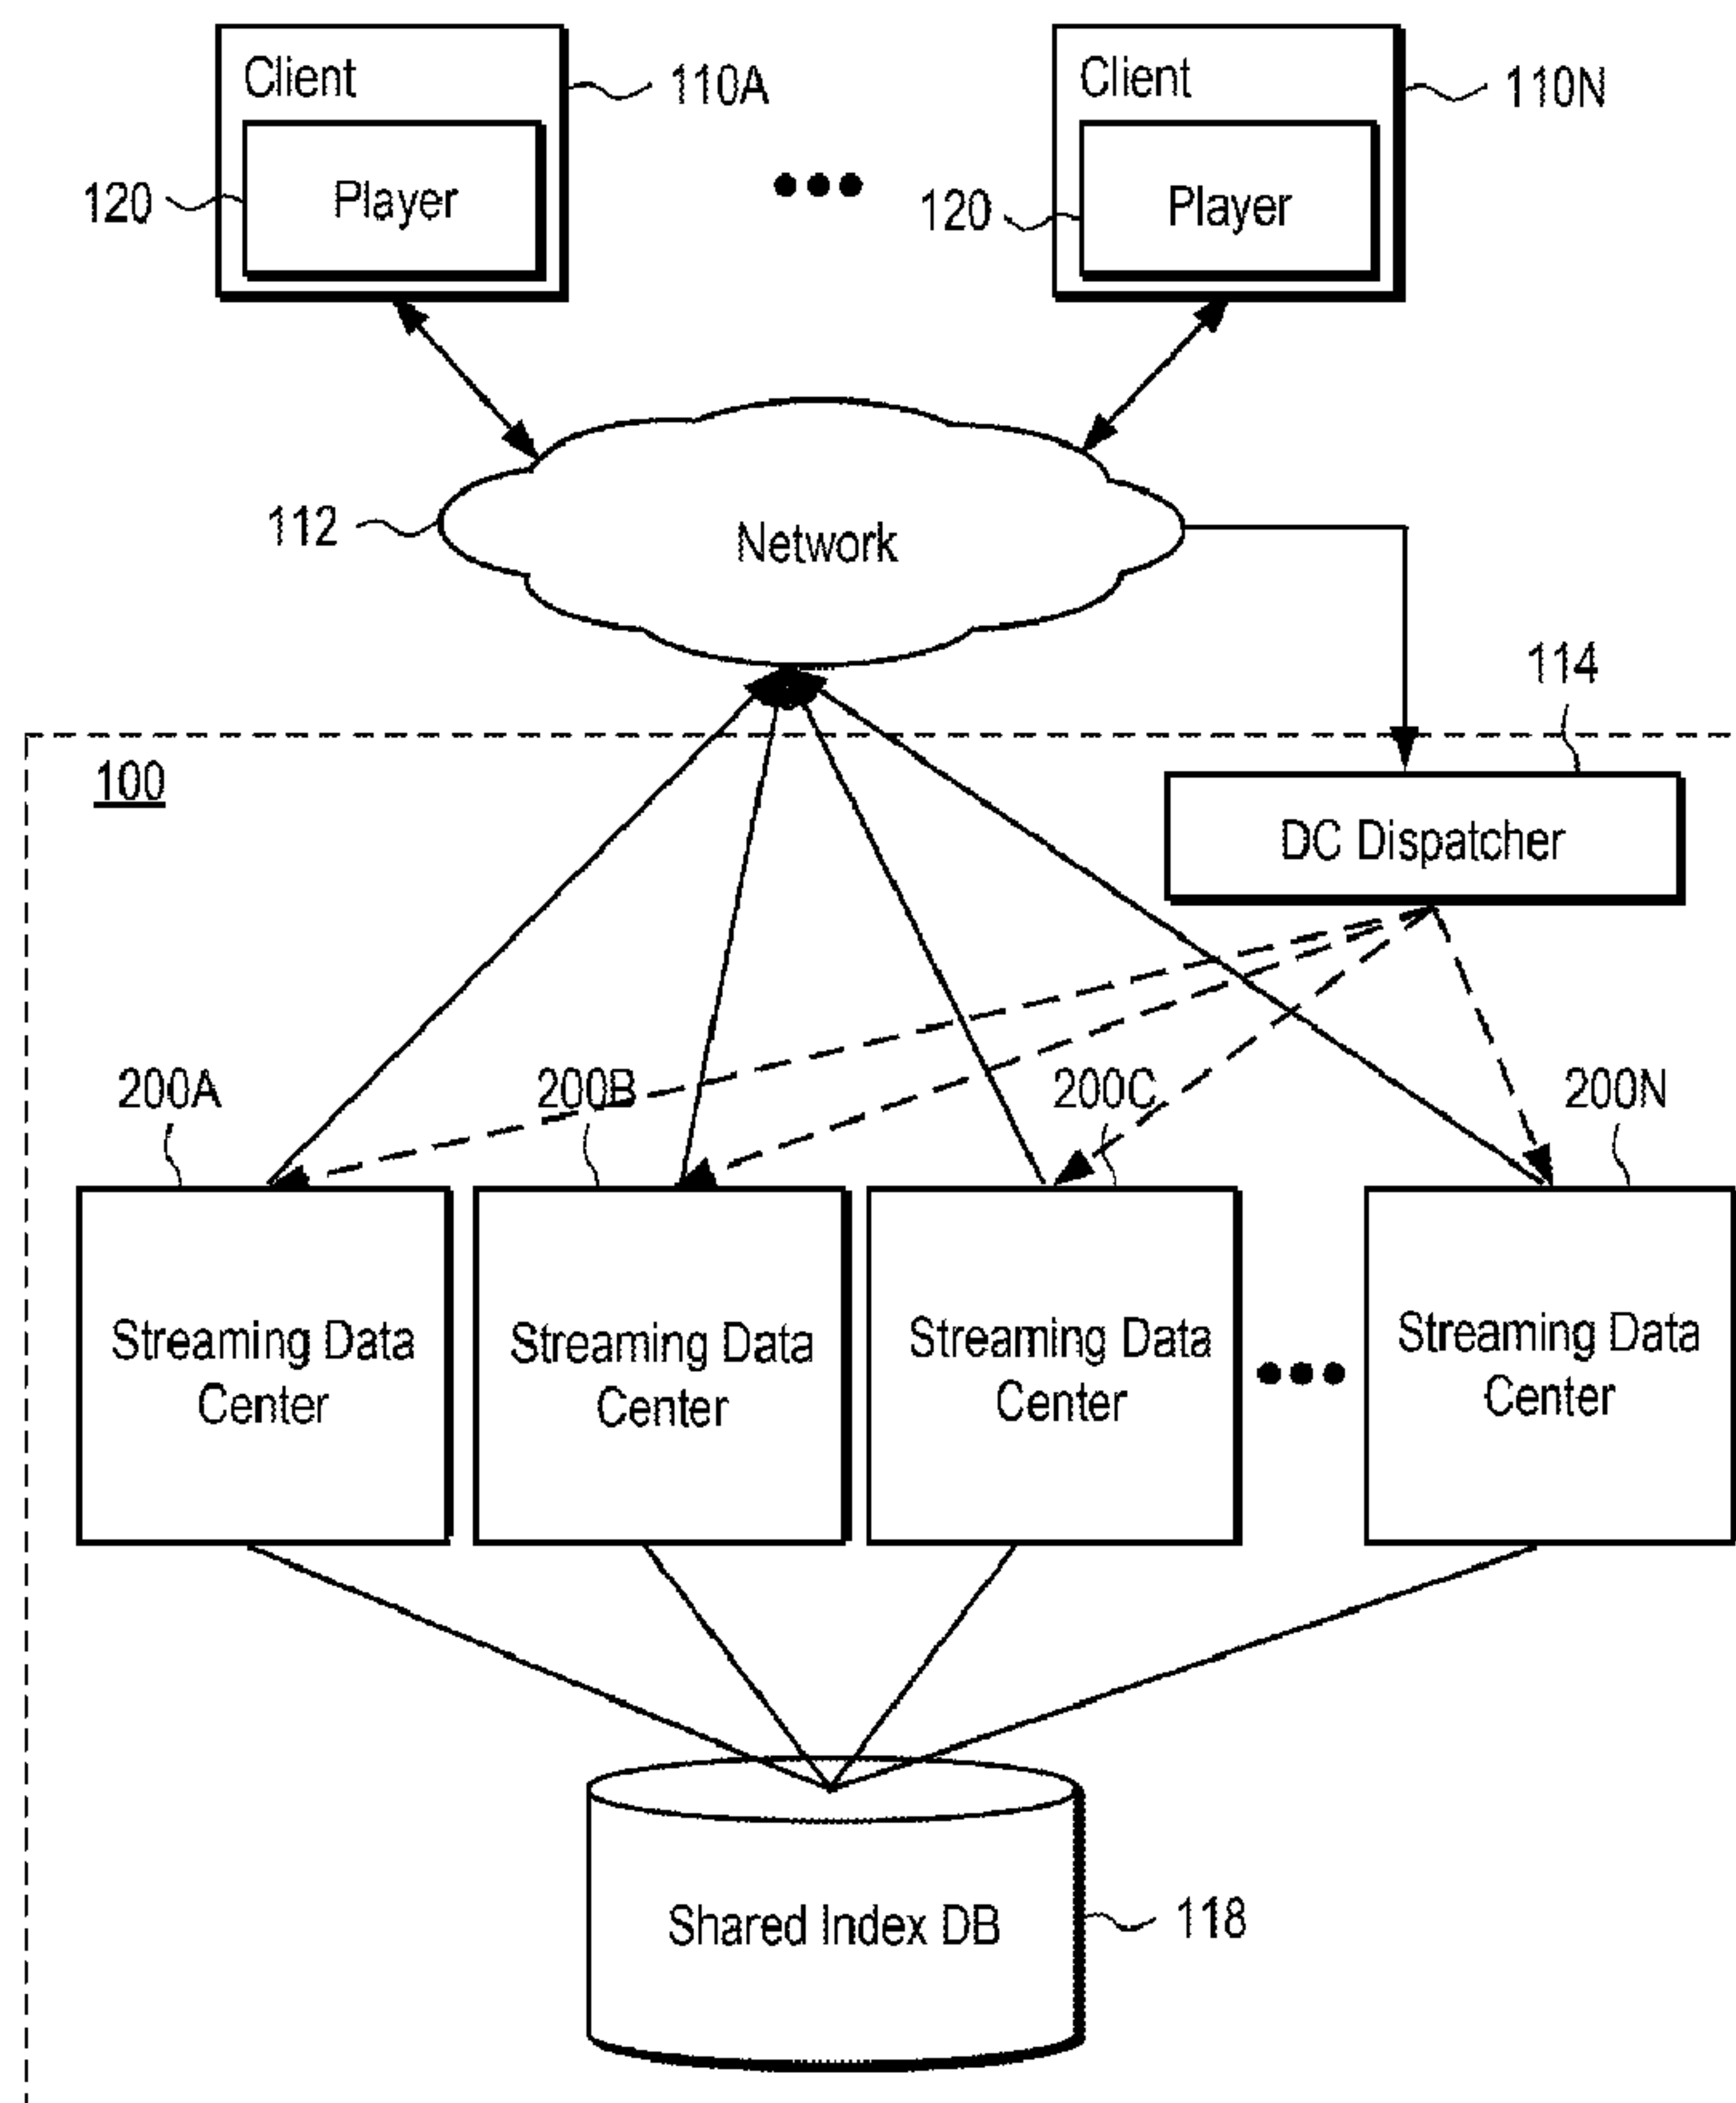 Client
110A
Client
110N
120
Player
120
Player
112
Network
114
100
DC Dispatcher
200A
200B
200C
200N
Streaming Data
Center
Streaming Data
Center
Streaming Data
Center
Streaming Data
Center
Shared Index DB
118